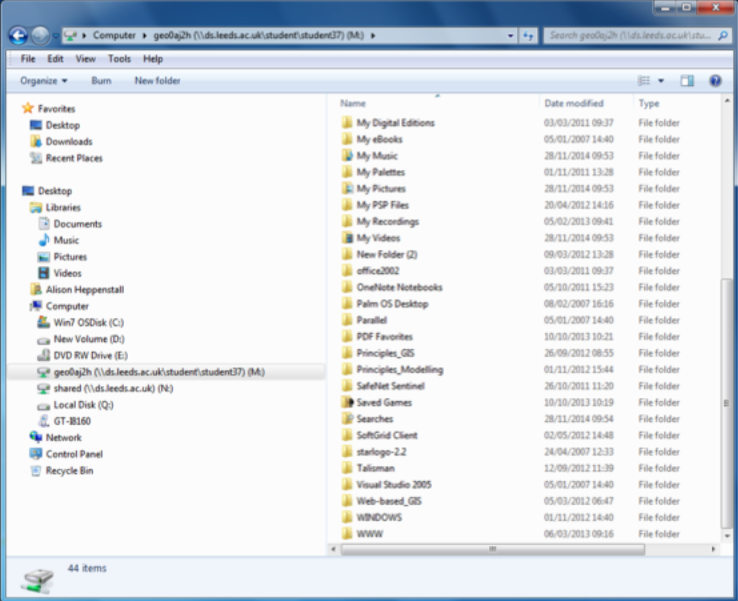 Computer geo0aj2h (\\ds.leeds.ac.uk\student\student37) (M:)
Search geo0aj2h (\\ds.leeds.ac.uk\stu...
File Edit View Tools Help
Organize Burn New folder
Favorites
Desktop
Downloads
Recent Places
Desktop
Libraries
Documents
Music
Pictures
Videos
Alison Heppenstall
Computer
Win7 OSDisk (C:)
New Volume (D:)
DVD RW Drive (E:)
geo0aj2h (\\ds.leeds.ac.uk\student\student37) (M:)
shared (\\ds.leeds.ac.uk) (N:)
Local Disk (Q:)
GT-I8160
Network
Control Panel
Recycle Bin
Name Date modified Type
My Digital Editions 03/03/2011 09:37 File folder
My eBooks 05/01/2007 14:40 File folder
My Music 28/11/2014 09:53 File folder
My Palettes 01/11/2011 13:28 File folder
My Pictures 28/11/2014 09:53 File folder
My PSP Files 20/04/2012 14:16 File folder
My Recordings 05/02/2013 09:41 File folder
My Videos 28/11/2014 09:53 File folder
New Folder (2) 09/03/2012 13:28 File folder
office2002 03/03/2011 09:37 File folder
OneNote Notebooks 05/10/2011 15:23 File folder
Palm OS Desktop 08/02/2007 16:16 File folder
Parallel 05/01/2007 14:40 File folder
PDF Favorites 10/10/2013 10:21 File folder
Principles_GIS 26/09/2012 08:55 File folder
Principles_Modelling 01/11/2012 15:44 File folder
SafeNet Sentinel 26/10/2011 11:20 File folder
Saved Games 10/10/2013 10:19 File folder
Searches 28/11/2014 09:54 File folder
SoftGrid Client 02/05/2012 14:48 File folder
starlogo-2.2 24/04/2007 12:33 File folder
Talisman 12/09/2012 11:39 File folder
Visual Studio 2005 05/01/2007 14:40 File folder
Web-based_GIS 05/03/2012 06:47 File folder
WINDOWS 01/11/2012 14:40 File folder
WWW 06/03/2013 09:16 File folder
44 items